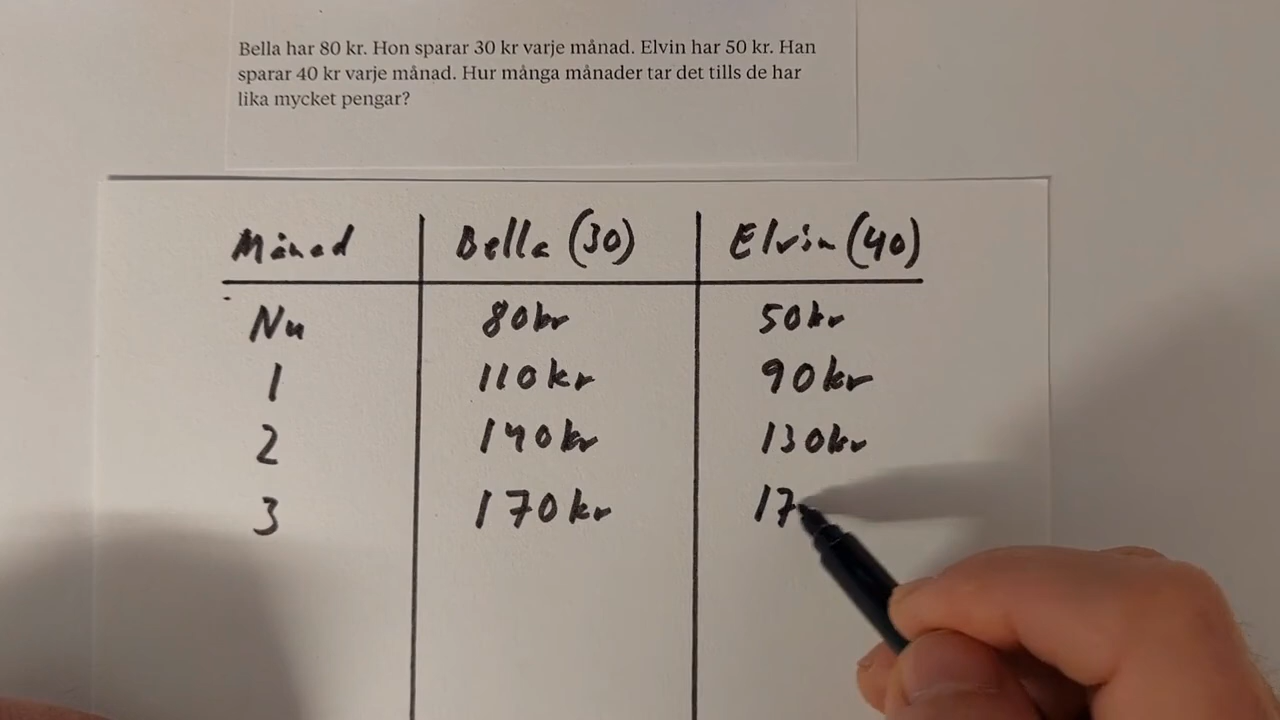 Bella har 80 kr. Hon sparar 30 kr varje månad. Elvin har 50 kr. Han
sparar 40 kr varje månad. Hur många månader tar det tills de har
lika mycket pengar?
Månad Bella (30) Elvin (40)
Nu 80kr 50kr
1 110kr 90kr
2 140kr 130kr
3 170kr 17